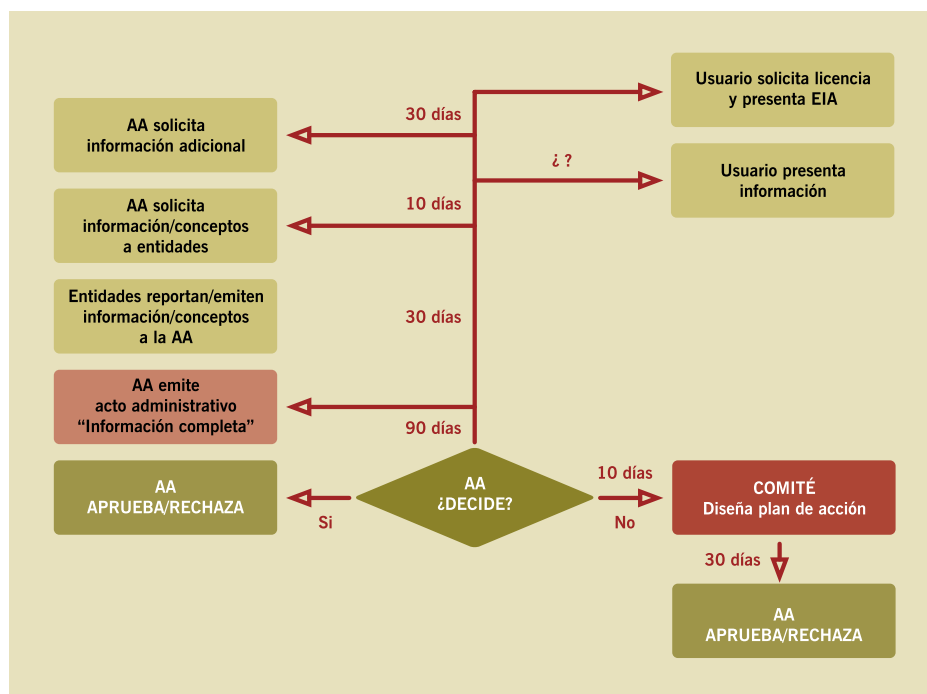 Usuario solicita licencia
y presenta EIA
30 días
AA solicita
información adicional
¿ ?
Usuario presenta
información
10 días
AA solicita
información/conceptos
a entidades
30 días
Entidades reportan/emiten
información/conceptos
a la AA
AA emite
acto administrativo
“Información completa”
90 días
AA
¿DECIDE?
Si
AA
APRUEBA/RECHAZA
10 días
No
COMITÉ
Diseña plan de acción
30 días
AA
APRUEBA/RECHAZA